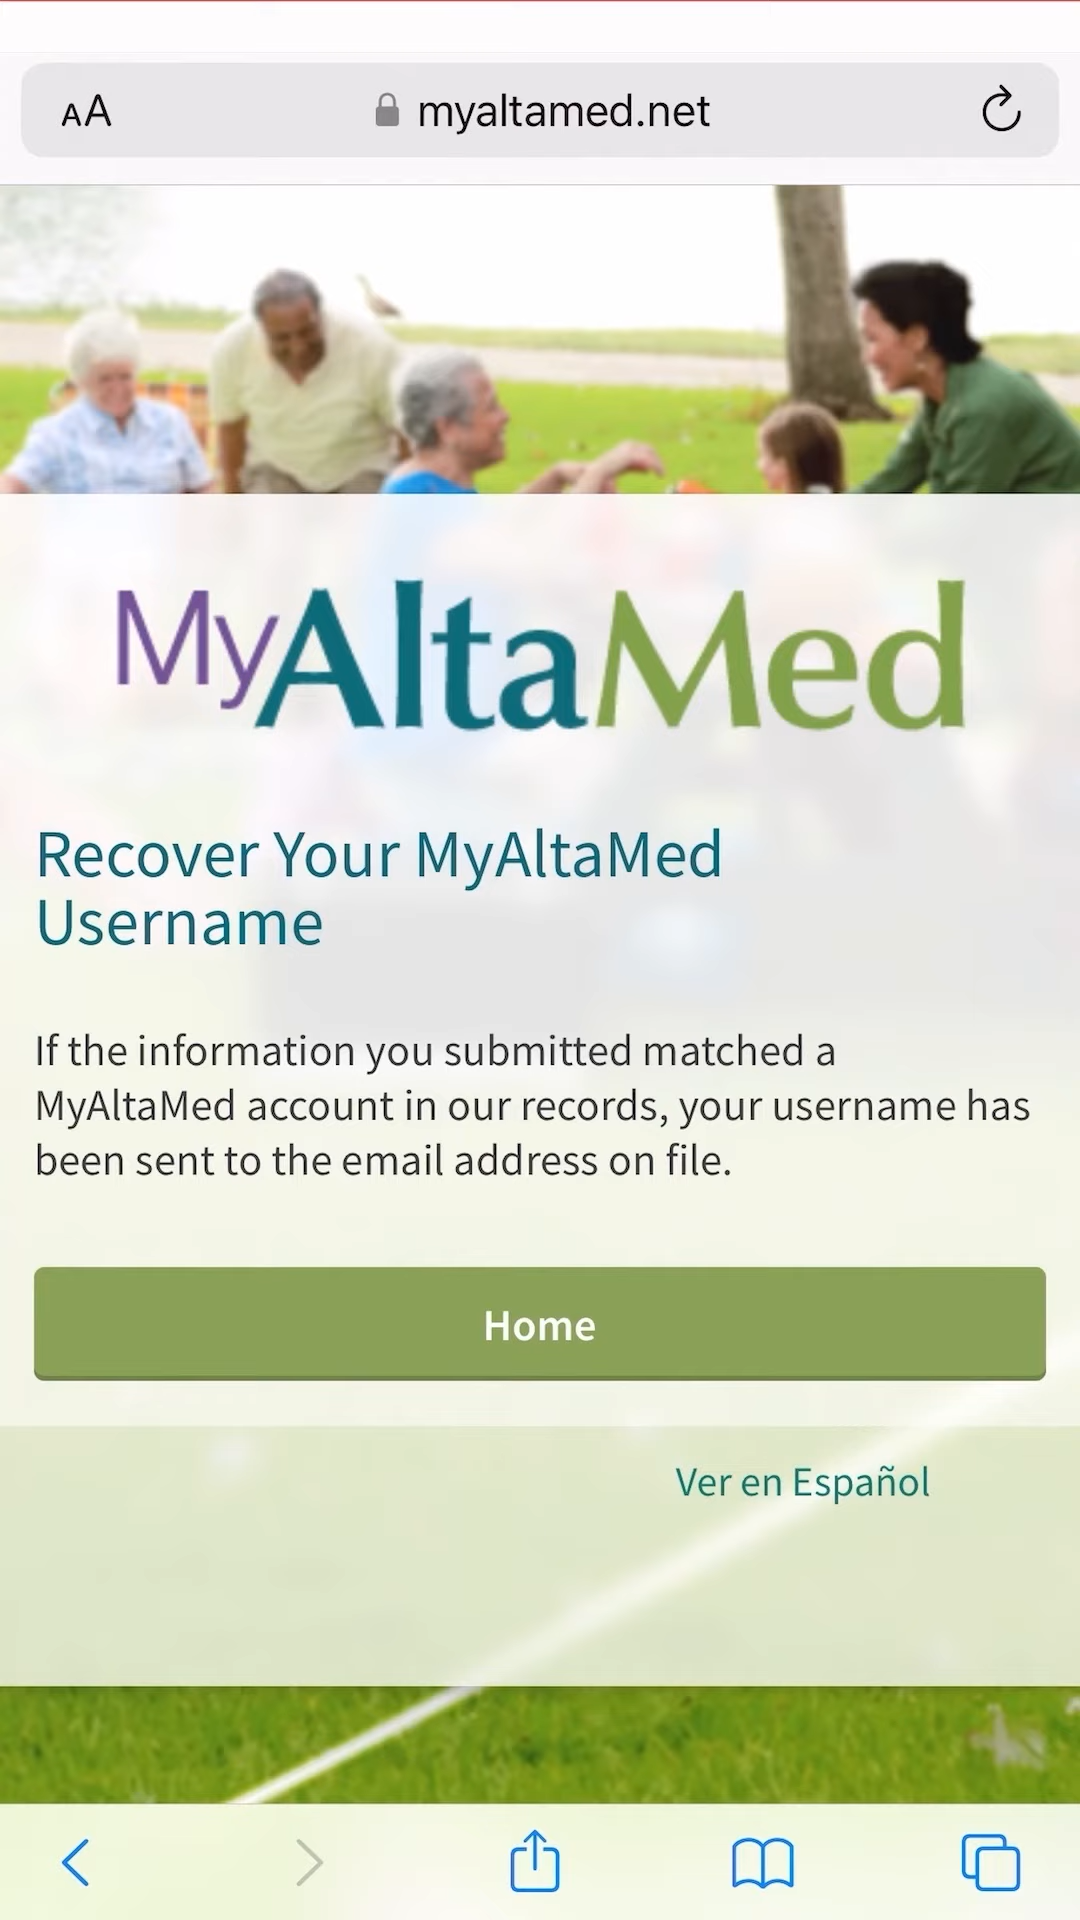 AA
myaltamed.net
MyAltaMed
Recover Your MyAltaMed
Username
If the information you submitted matched a
MyAltaMed account in our records, your username has
been sent to the email address on file.
Home
Ver en Español